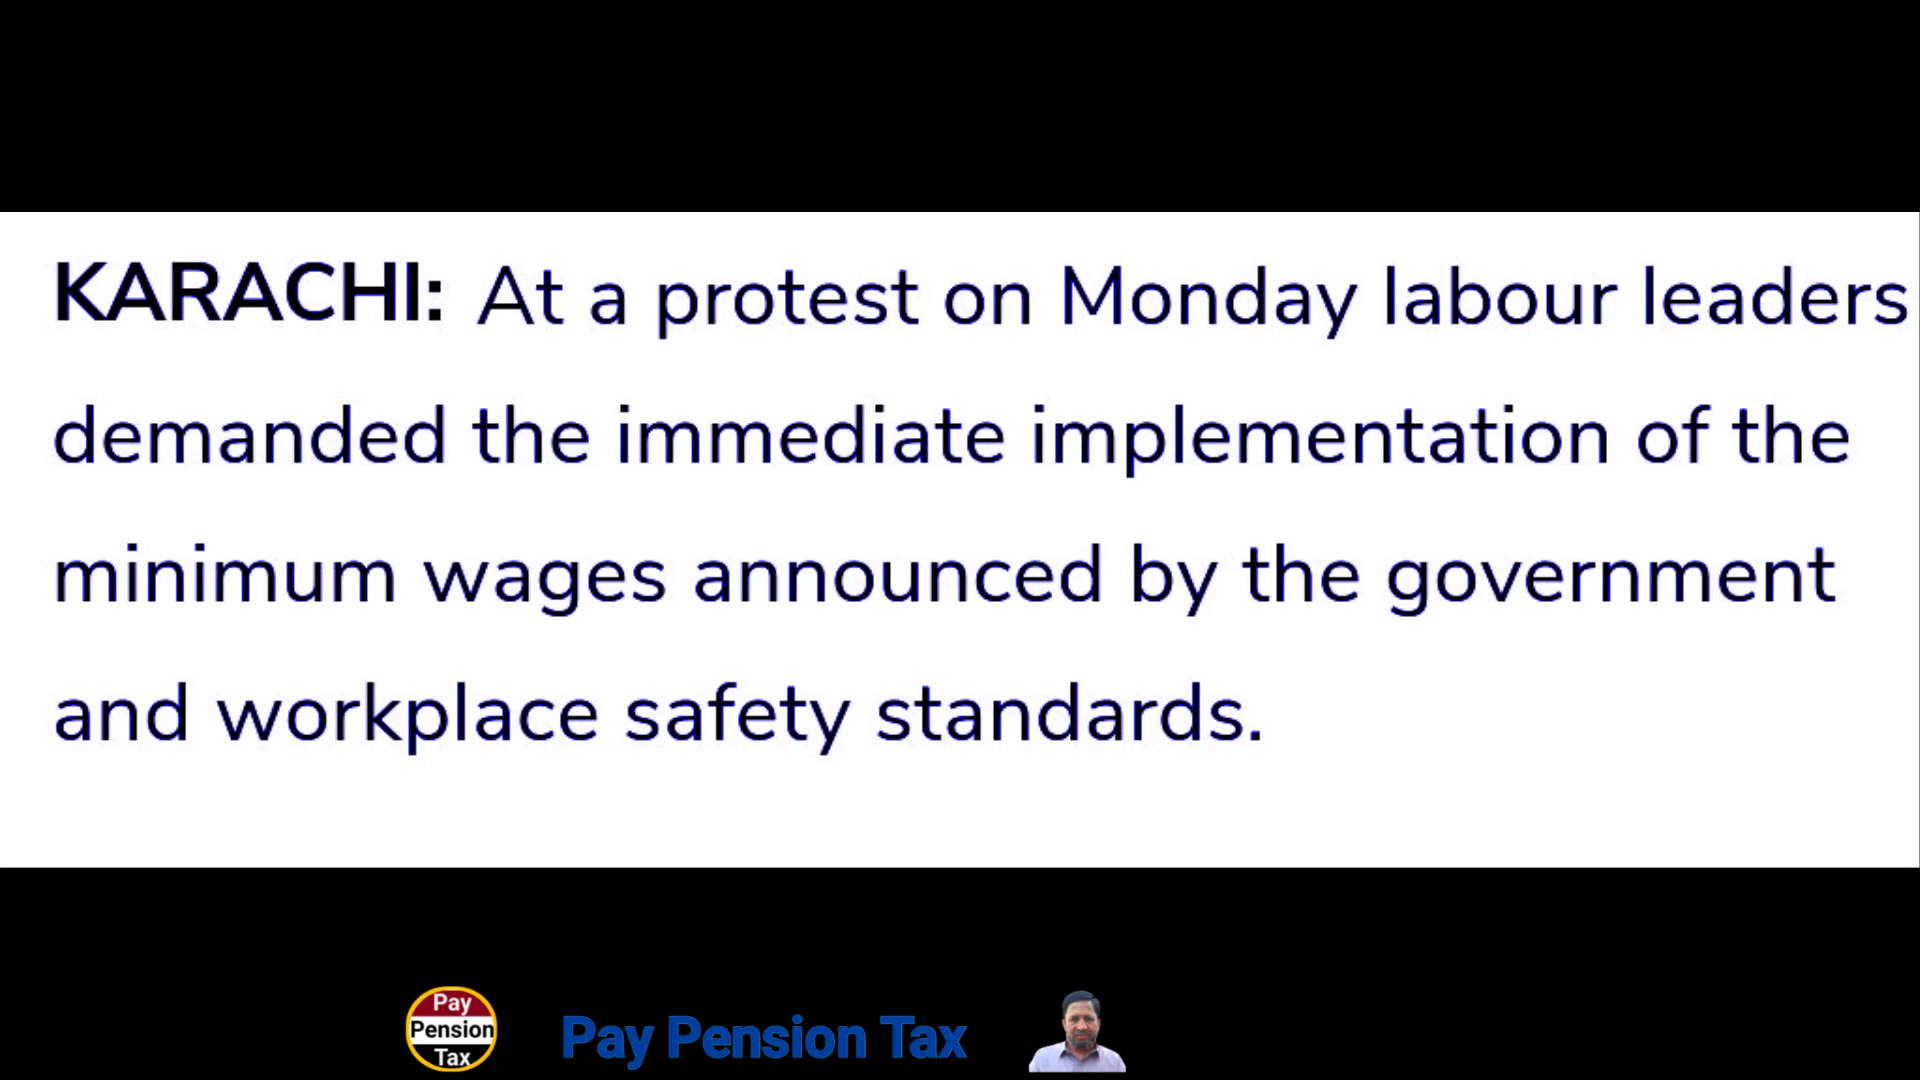 KARACHI: At a protest on Monday labour leaders
demanded the immediate implementation of the
minimum wages announced by the government
and workplace safety standards.
Pay
Pension
Tax
Pay Pension Tax